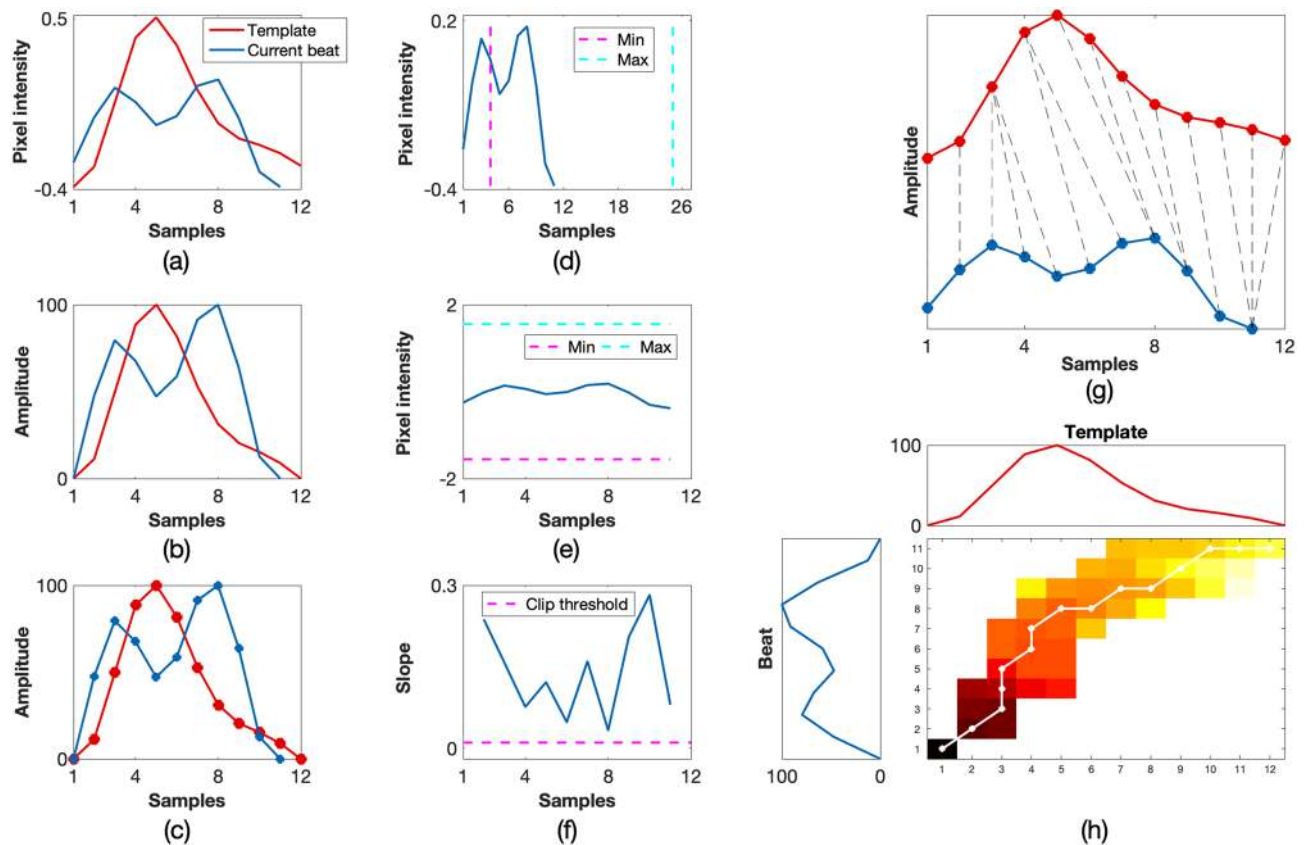 0.5
Template
Current beat
Pixel intensity
-0.4
1
4
8
12
Samples
(a)
0.2
Min
Max
Pixel intensity
-0.4
1
6
12
18
26
Samples
(d)
Amplitude
1
4
8
12
Samples
(g)
100
Amplitude
0
1
4
8
12
Samples
(b)
2
Min
Max
Pixel intensity
-2
1
4
8
12
Samples
(e)
100
Amplitude
0
1
4
8
12
Samples
(c)
0.3
Clip threshold
Slope
0
1
4
8
12
Samples
(f)
Template
100
0
Beat
100
0
11
10
9
8
7
6
5
4
3
2
1
1 2 3 4 5 6 7 8 9 10 11 12
(h)